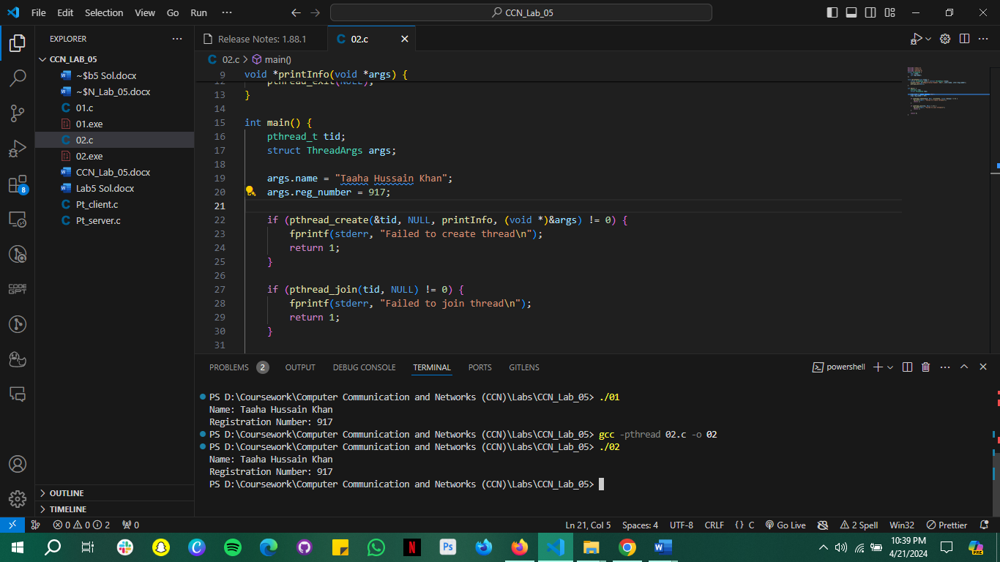 File Edit Selection View Go Run ··· CCN_Lab_05
EXPLORER ···
Release Notes: 1.88.1
C 02.c
CCN_LAB_05
~$b5 Sol.docx
~$N_Lab_05.docx
C 01.c
01.exe
C 02.c
02.exe
CCN_Lab_05.docx
Lab5 Sol.docx
C Pt_client.c
C Pt_server.c
8
CODE
GPT
OUTLINE
TIMELINE
C 02.c > main()
9 void *printInfo(void *args) {
12 pthread_exit(NULL);
13 }
14
15 int main() {
16 pthread_t tid;
17 struct ThreadArgs args;
18
19 args.name = "Taaha Hussain Khan";
20 args.reg_number = 917;
21
22 if (pthread_create(&tid, NULL, printInfo, (void *)&args) != 0) {
23 fprintf(stderr, "Failed to create thread\n");
24 return 1;
25 }
26
27 if (pthread_join(tid, NULL) != 0) {
28 fprintf(stderr, "Failed to join thread\n");
29 return 1;
30 }
31
PROBLEMS 2 OUTPUT DEBUG CONSOLE TERMINAL PORTS GITLENS powershell
PS D:\Coursework\Computer Communication and Networks (CCN)\Labs\CCN_Lab_05> ./01
Name: Taaha Hussain Khan
Registration Number: 917
PS D:\Coursework\Computer Communication and Networks (CCN)\Labs\CCN_Lab_05> gcc -pthread 02.c -o 02
PS D:\Coursework\Computer Communication and Networks (CCN)\Labs\CCN_Lab_05> ./02
Name: Taaha Hussain Khan
Registration Number: 917
PS D:\Coursework\Computer Communication and Networks (CCN)\Labs\CCN_Lab_05>
0 0 2 0 Ln 21, Col 5 Spaces: 4 UTF-8 CRLF {} C Go Live 2 Spell Win32 Prettier
10:39 PM
4/21/2024
N Ps W PRE